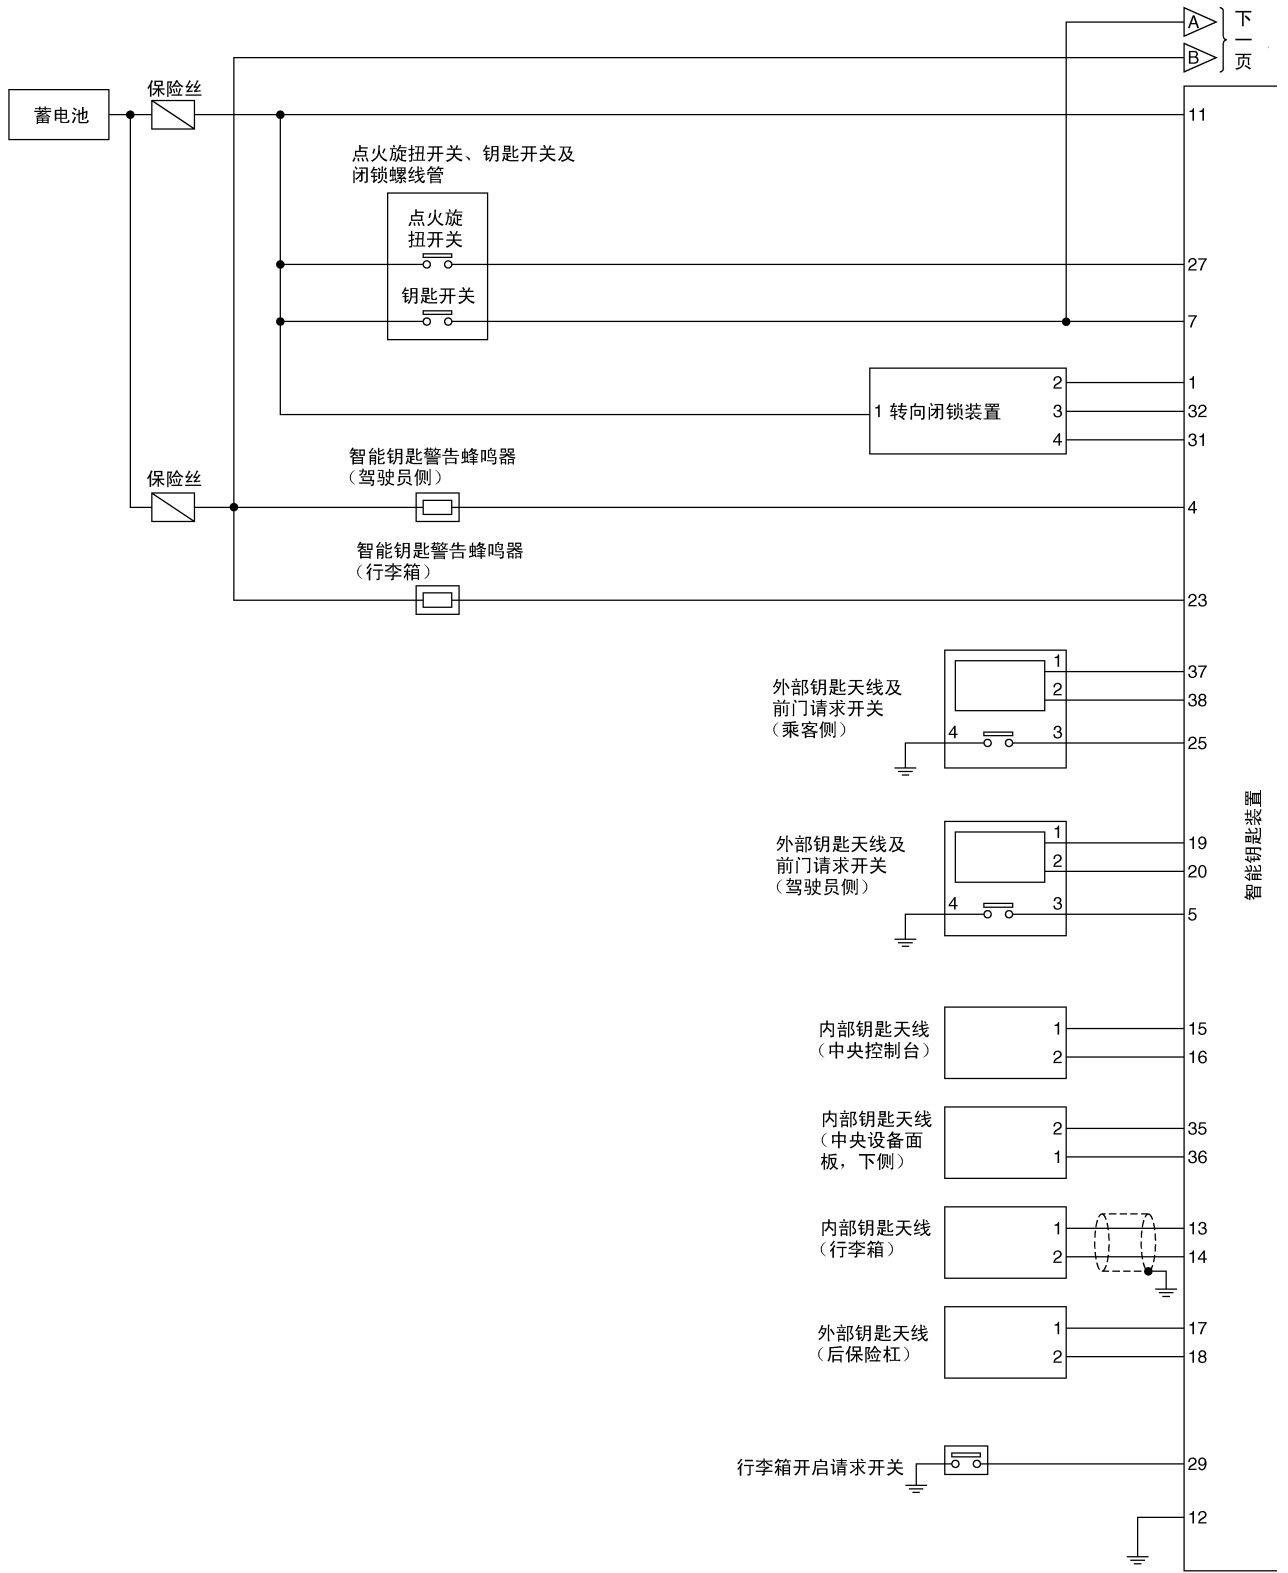 A
下
一
页
B
保险丝
蓄电池
11
点火旋扭开关、钥匙开关及
闭锁螺线管
点火旋
扭开关
27
钥匙开关
7
2
1
1 转向闭锁装置
3
32
4
31
智能钥匙警告蜂鸣器
（驾驶员侧）
保险丝
4
智能钥匙警告蜂鸣器
（行李箱）
23
外部钥匙天线及
前门请求开关
（乘客侧）
1
37
2
38
4
3
25
智能钥匙装置
外部钥匙天线及
前门请求开关
（驾驶员侧）
1
19
2
20
4
3
5
内部钥匙天线
（中央控制台）
1
15
2
16
内部钥匙天线
（中央设备面
板，下侧）
2
35
1
36
内部钥匙天线
（行李箱）
1
13
2
14
外部钥匙天线
（后保险杠）
1
17
2
18
行李箱开启请求开关
29
12